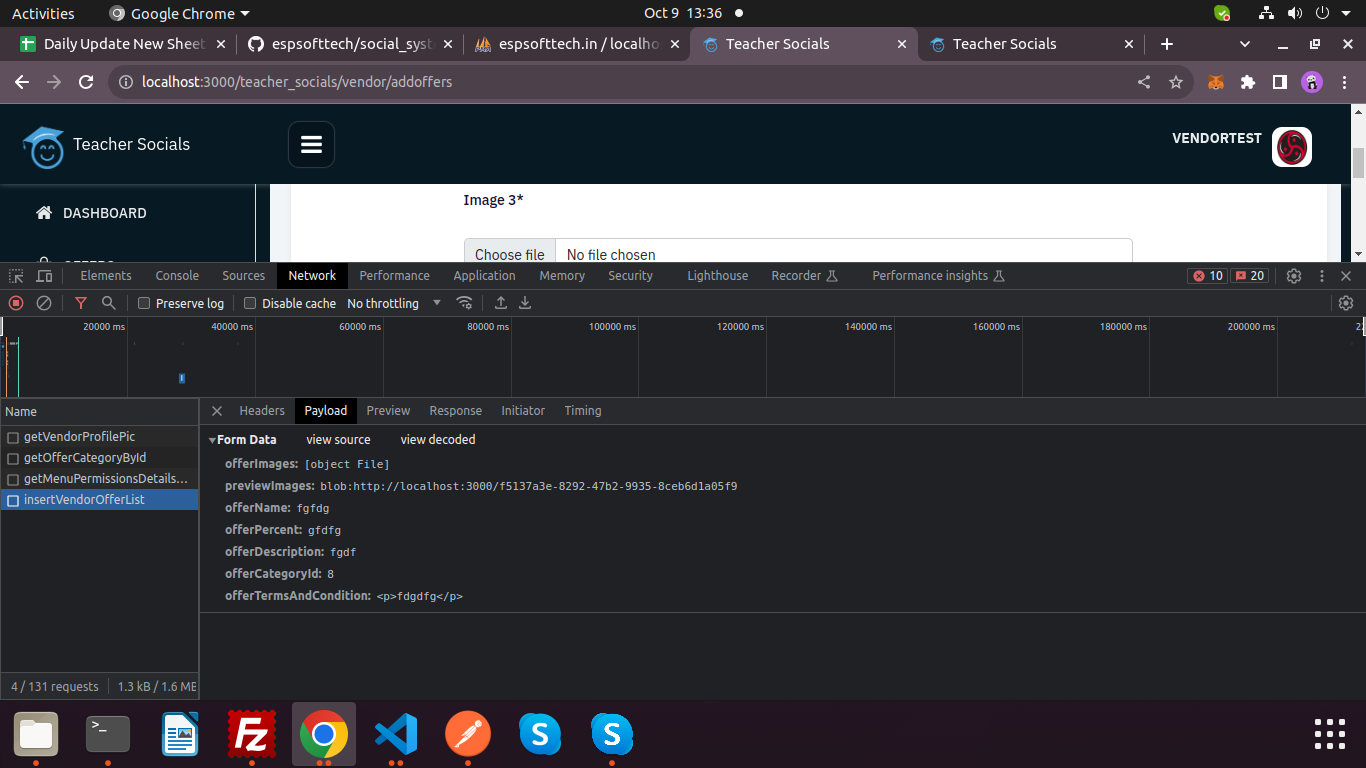 Activities Google Chrome Oct 9 13:36
Daily Update New Sheet espsofttech/social_syst espsofttech.in / localho Teacher Socials Teacher Socials
localhost:3000/teacher_socials/vendor/addoffers
Teacher Socials VENDORTEST
Image 3*
DASHBOARD
Choose file No file chosen
Elements Console Sources Network Performance Application Memory Security Lighthouse Recorder Performance insights 10 20
Preserve log Disable cache No throttling
20000 ms 40000 ms 60000 ms 80000 ms 100000 ms 120000 ms 140000 ms 160000 ms 180000 ms 200000 ms
Name Headers Payload Preview Response Initiator Timing
getVendorProfilePic
getOfferCategoryById
getMenuPermissionsDetails…
insertVendorOfferList
Form Data view source view decoded
offerImages: [object File]
previewImages: blob:http://localhost:3000/f5137a3e-8292-47b2-9935-8ceb6d1a05f9
offerName: fgfdg
offerPercent: gfdfg
offerDescription: fgdf
offerCategoryId: 8
offerTermsAndCondition: <p>fdgdfg</p>
4 / 131 requests 1.3 kB / 1.6 ME
>_ Fz S S